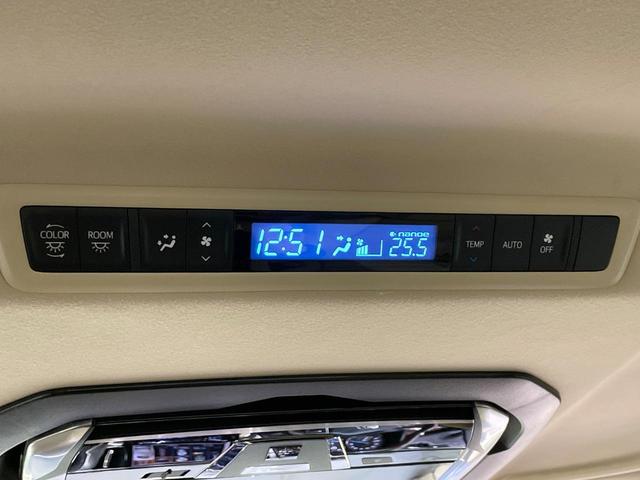 COLOR
ROOM
12:51
nanoe
25.5
TEMP
AUTO
OFF